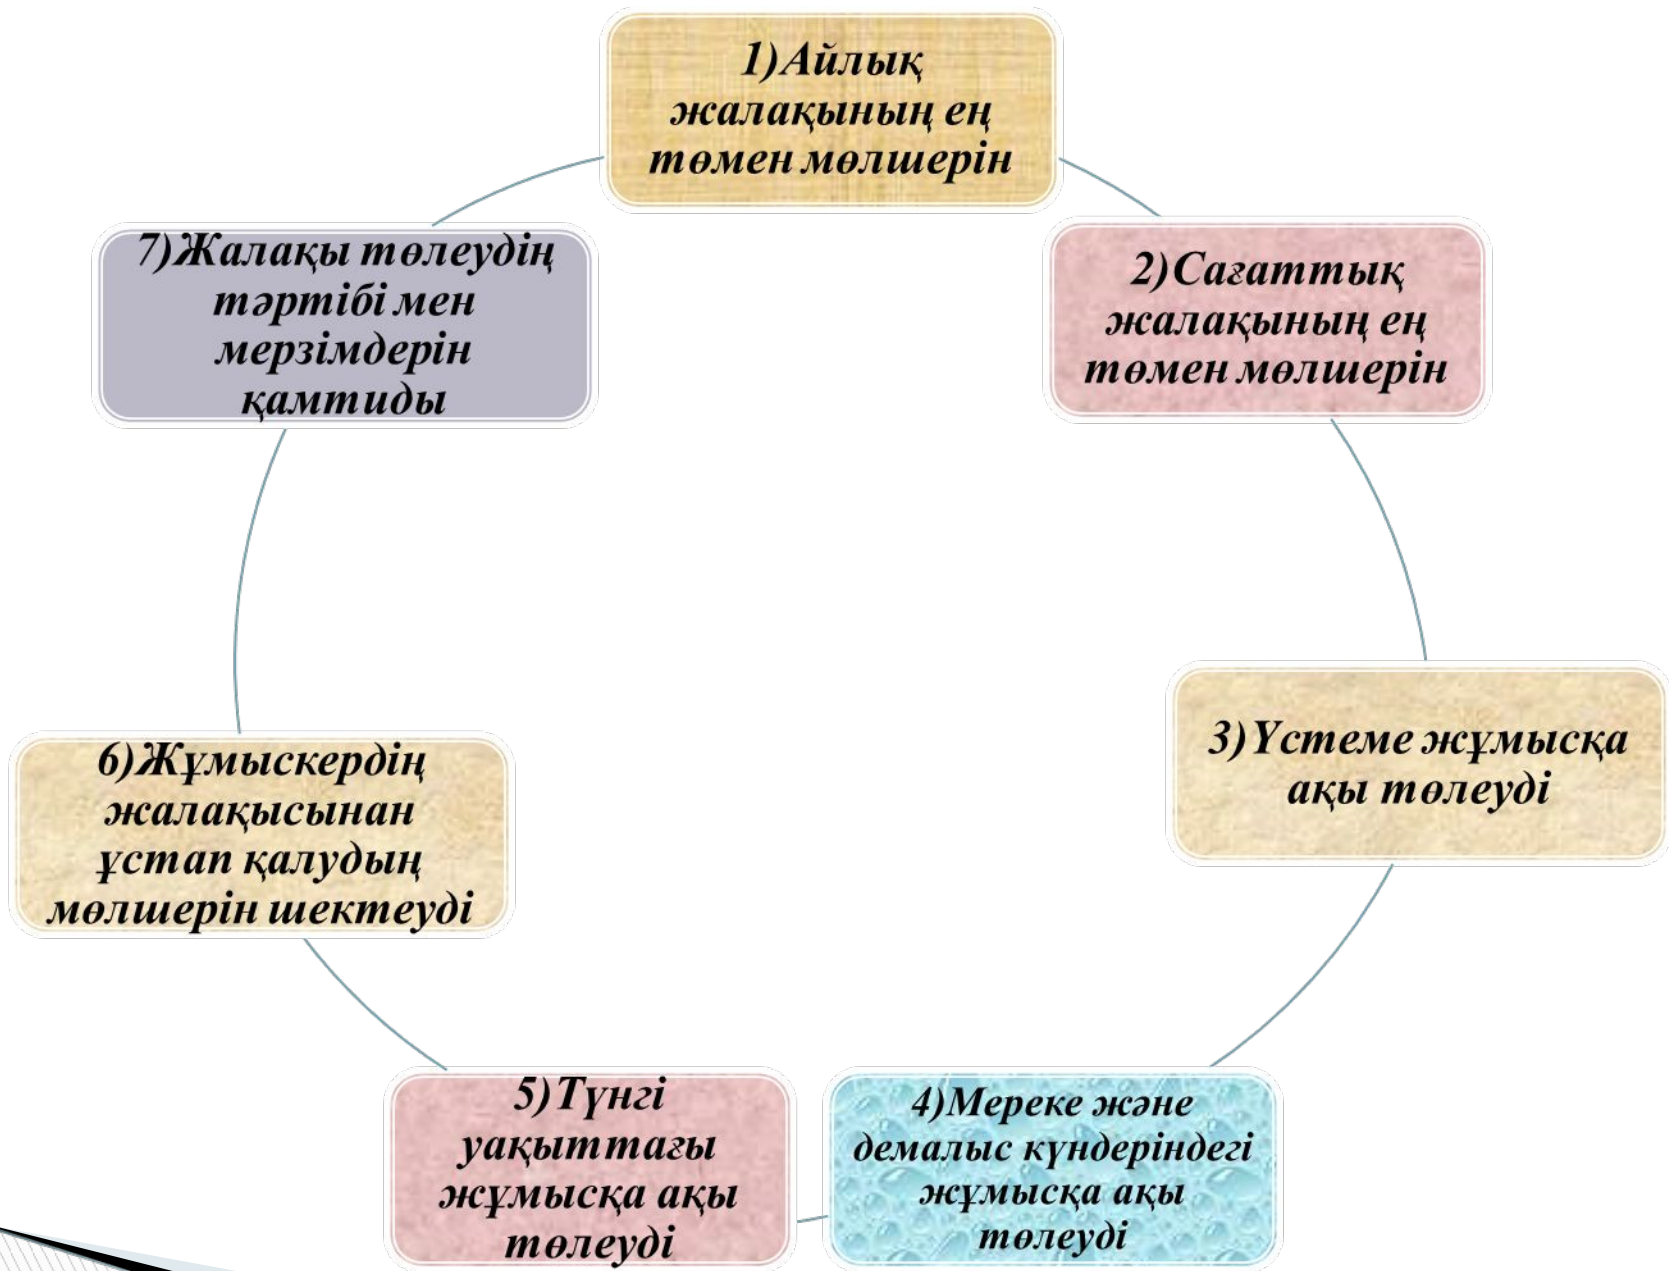 1)Айлық
жалақының ең
төмен мөлшерін
2)Сағаттық
жалақының ең
төмен мөлшерін
3)Үстеме жұмысқа
ақы төлеуді
4)Мереке және
демалыс күндеріндегі
жұмысқа ақы
төлеуді
5)Түнгі
уақыттағы
жұмысқа ақы
төлеуді
6)Жұмыскердің
жалақысынан
ұстап қалудың
мөлшерін шектеуді
7)Жалақы төлеудің
тәртібі мен
мерзімдерін
қамтиды